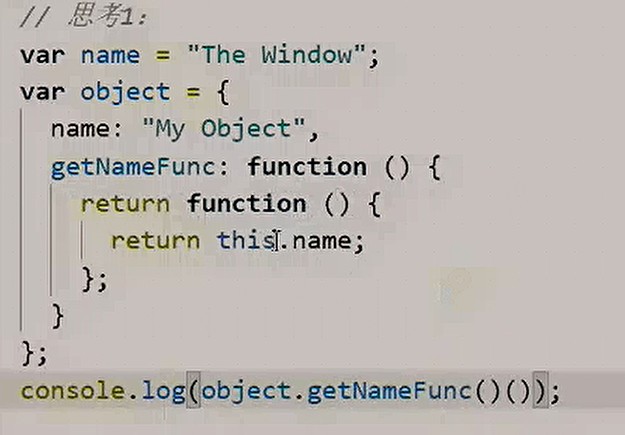 // 思考1:
var name = "The Window";
var object = {
  name: "My Object",
  getNameFunc: function () {
    return function () {
      return this.name;
    };
  }
};
console.log(object.getNameFunc()());